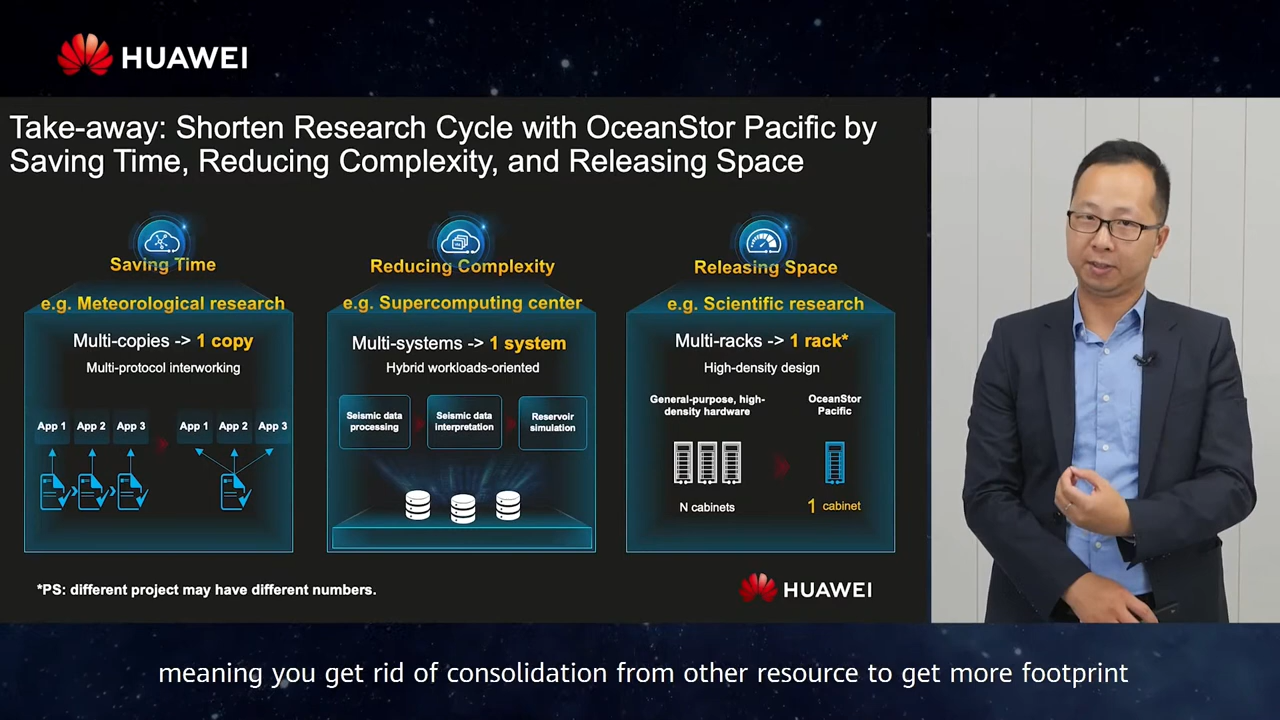 HUAWEI
Take-away: Shorten Research Cycle with OceanStor Pacific by
Saving Time, Reducing Complexity, and Releasing Space
Saving Time
e.g. Meteorological research
Multi-copies -> 1 copy
Multi-protocol interworking
App 1
App 2
App 3
App 1
App 2
App 3
Reducing Complexity
e.g. Supercomputing center
Multi-systems -> 1 system
Hybrid workloads-oriented
Seismic data
processing
Seismic data
interpretation
Reservoir
simulation
Releasing Space
e.g. Scientific research
Multi-racks -> 1 rack*
High-density design
General-purpose, high-
density hardware
OceanStor
Pacific
N cabinets
1 cabinet
*PS: different project may have different numbers.
HUAWEI
meaning you get rid of consolidation from other resource to get more footprint